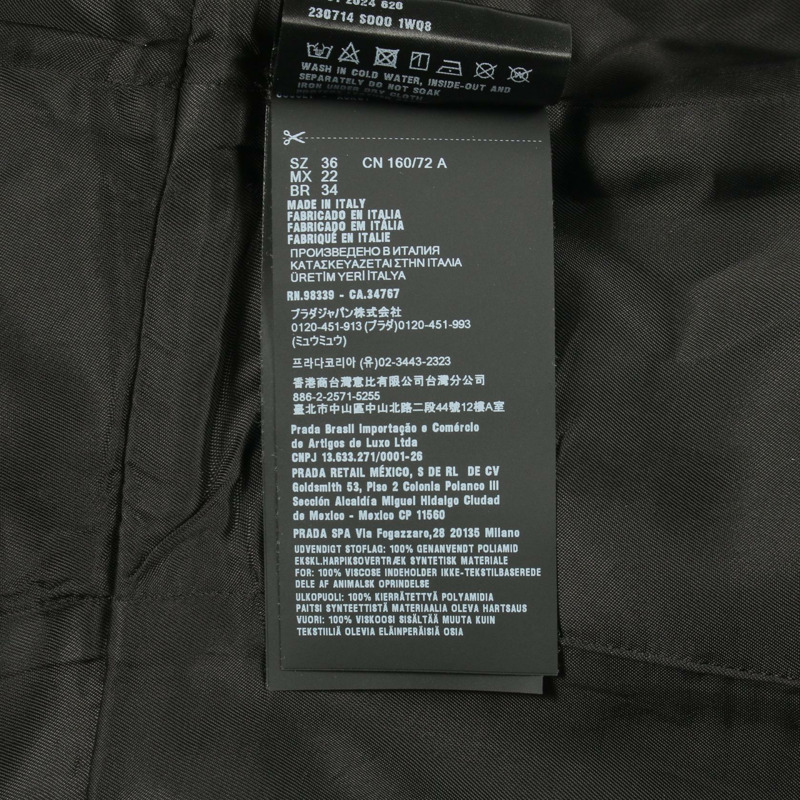 2024 620
230714 S000 1WQ8
WASH IN COLD WATER, INSIDE-OUT AND
SEPARATELY DO NOT SOAK
IRON UNDER DRY CLOTH
SZ 36 CN 160/72 A
MX 22
BR 34
MADE IN ITALY
FABRICADO EN ITALIA
FABRICADO EM ITÁLIA
FABRIQUÉ EN ITALIE
ПРОИЗВЕДЕНО В ИТАЛИЯ
ΚΑΤΑΣΚΕΥΑΖΕΤΑΙ ΣΤΗΝ ΙΤΑΛΙΑ
ÜRETİM YERİ İTALYA
RN.98339 - CA.34767
プラダジャパン株式会社
0120-451-913 (プラダ)0120-451-993
(ミュウミュウ)
프라다코리아 (유)02-3443-2323
香港商台灣意比有限公司台灣分公司
886-2-2571-5255
臺北市中山區中山北路二段44號12樓A室
Prada Brasil Importação e Comércio
de Artigos de Luxo Ltda
CNPJ 13.633.271/0001-26
PRADA RETAIL MÉXICO, S DE RL DE CV
Goldsmith 53, Piso 2 Colonia Polanco III
Sección Alcaldía Miguel Hidalgo Ciudad
de Mexico - Mexico CP 11560
PRADA SPA Via Fogazzaro,28 20135 Milano
UDVENDIGT STOFLAG: 100% GENANVENDT POLIAMID
EKSKL.HARPIKSOVERTRÆK SYNTETISK MATERIALE
FOR: 100% VISCOSE INDEHOLDER IKKE-TEKSTILBASEREDE
DELE AF ANIMALSK OPRINDELSE
ULKOPUOLI: 100% KIERRÄTETTYÄ POLYAMIDIA
PAITSI SYNTEETTISTÄ MATERIAALIA OLEVA HARTSAUS
VUORI: 100% VISKOOSI SISÄLTÄÄ MUUTA KUIN
TEKSTIILIÄ OLEVIA ELÄINPERÄISIÄ OSIA